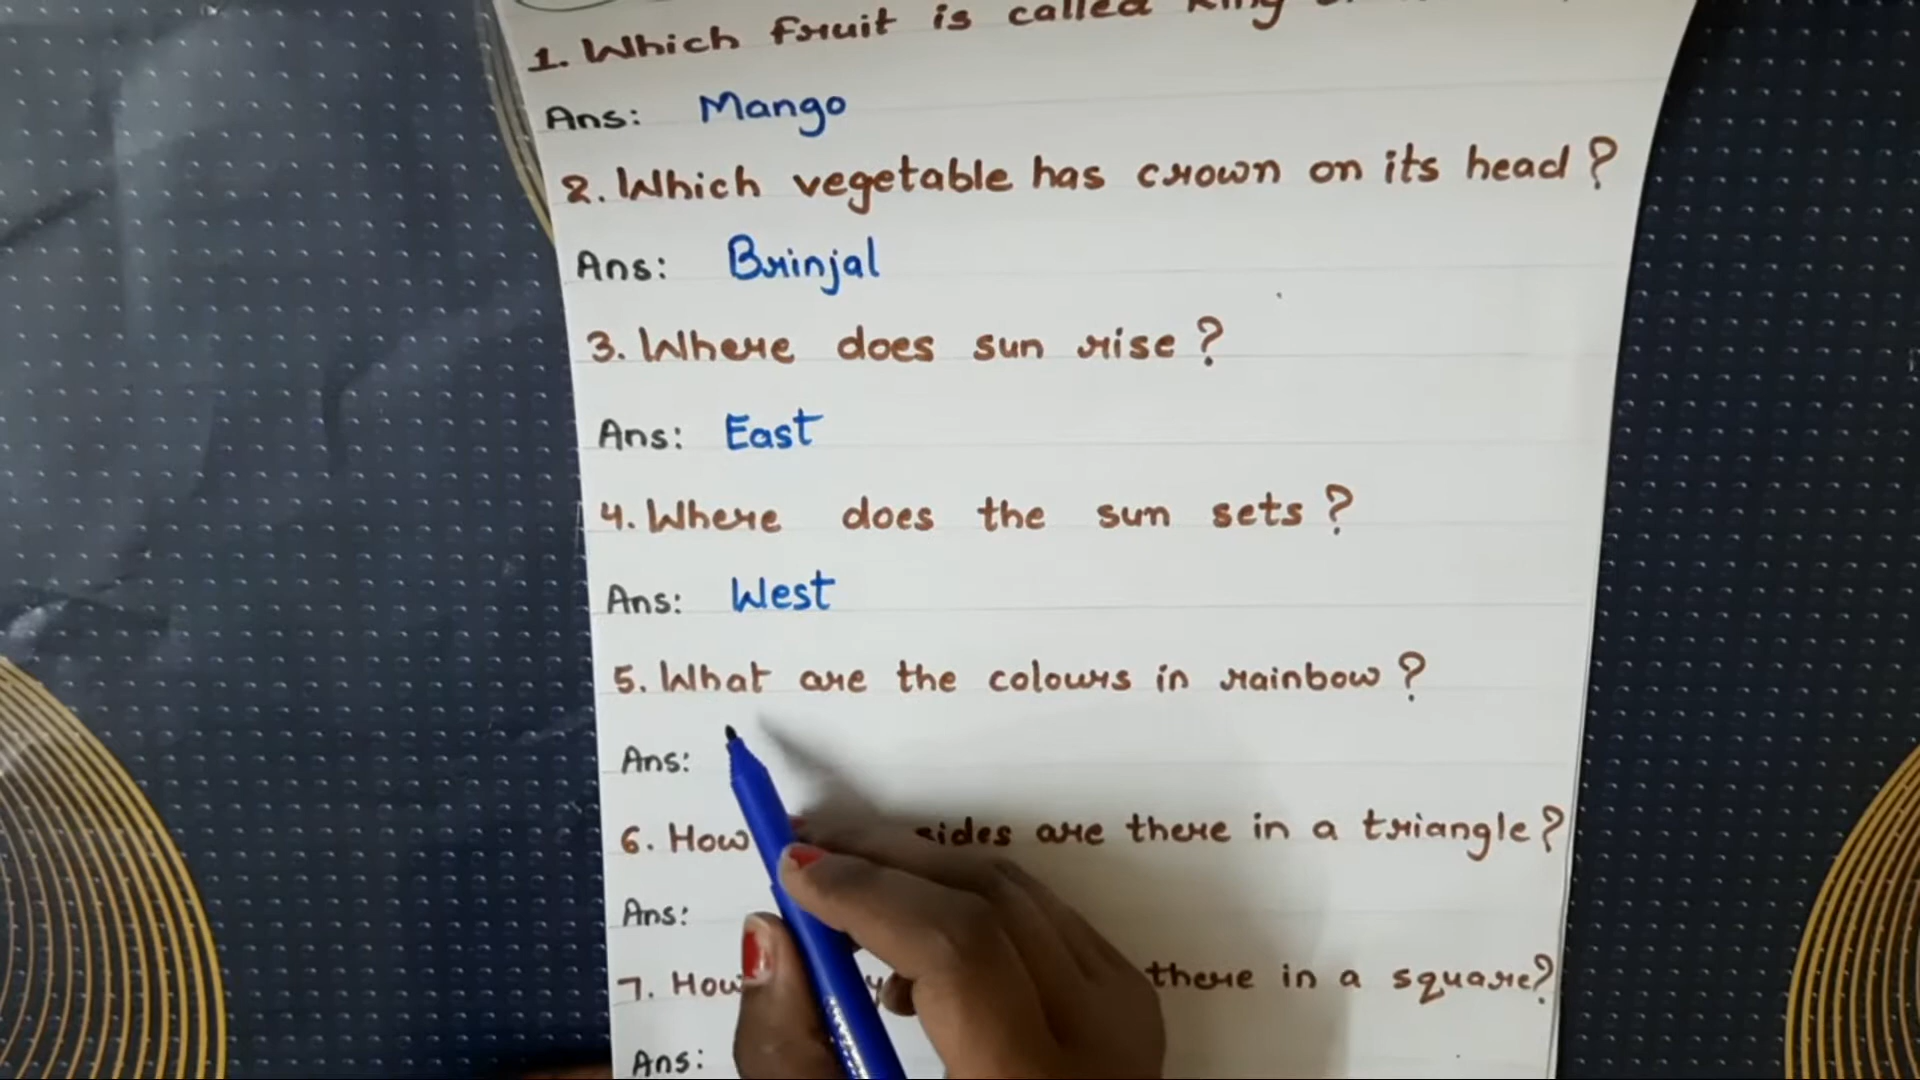 1. Which fruit is called King
Ans: Mango
2. Which vegetable has crown on its head?
Ans: Brinjal
3. Where does sun rise?
Ans: East
4. Where does the sun sets?
Ans: West
5. What are the colours in rainbow?
Ans:
6. How sides are there in a triangle?
Ans:
7. How there in a square?
Ans: